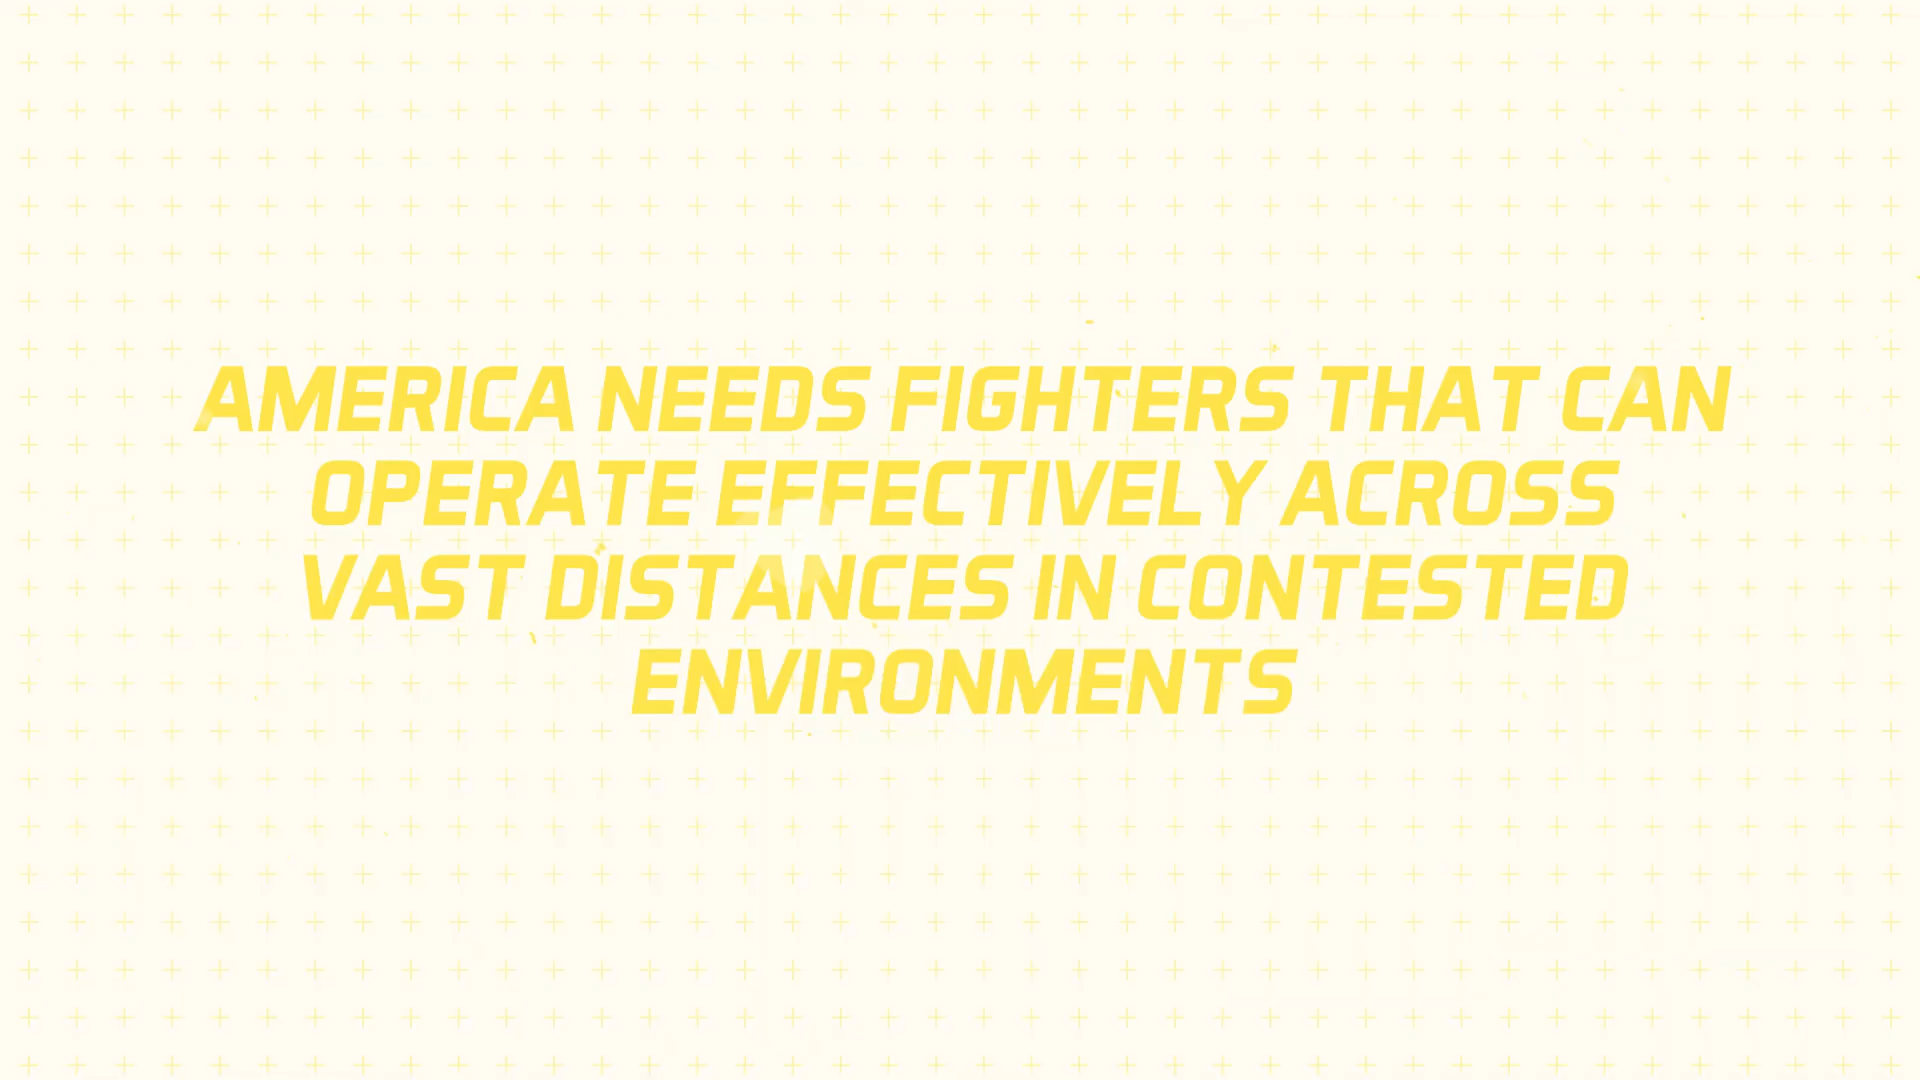 AMERICA NEEDS FIGHTERS THAT CAN
OPERATE EFFECTIVELY ACROSS
VAST DISTANCES IN CONTESTED
ENVIRONMENTS